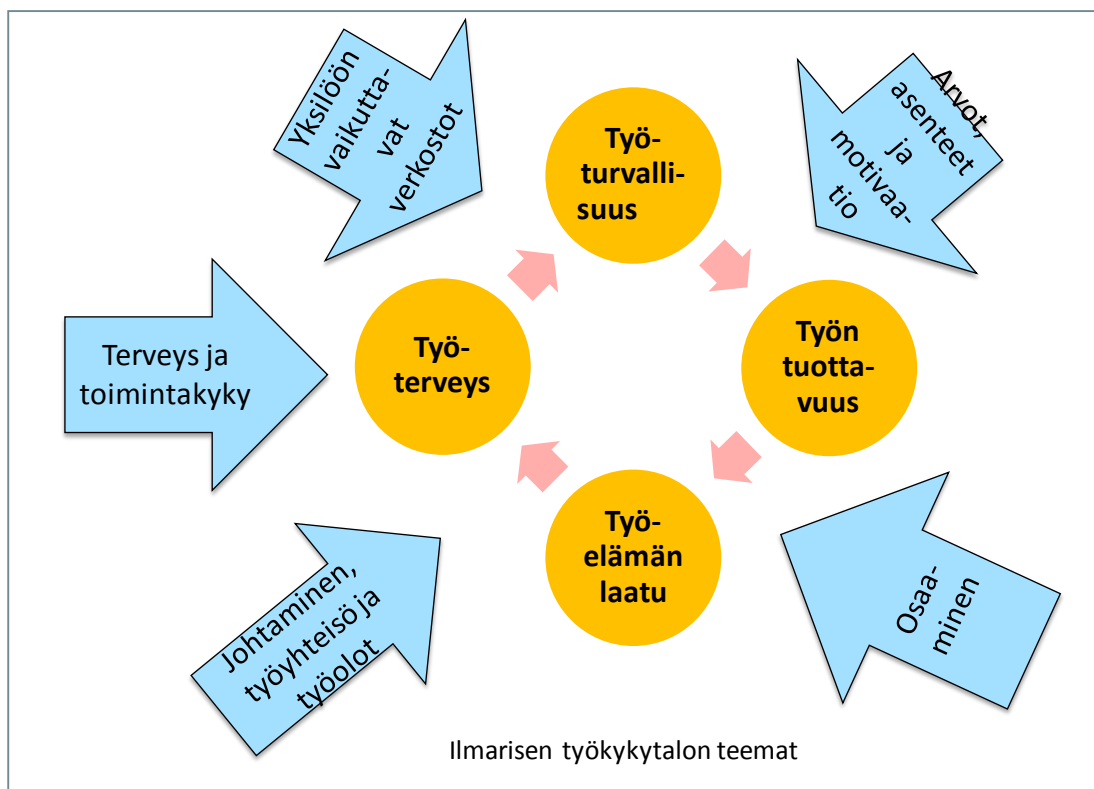 Yksilöön
vaikutta-
vat
verkostot
Arvot,
asenteet
ja
motivaa-
tio
Työ-
turvalli-
suus
Terveys ja
toimintakyky
Työ-
terveys
Työn
tuotta-
vuus
Työ-
elämän
laatu
Johtaminen,
työyhteisö ja
työolot
Osaa-
minen
Ilmarisen työkykytalon teemat